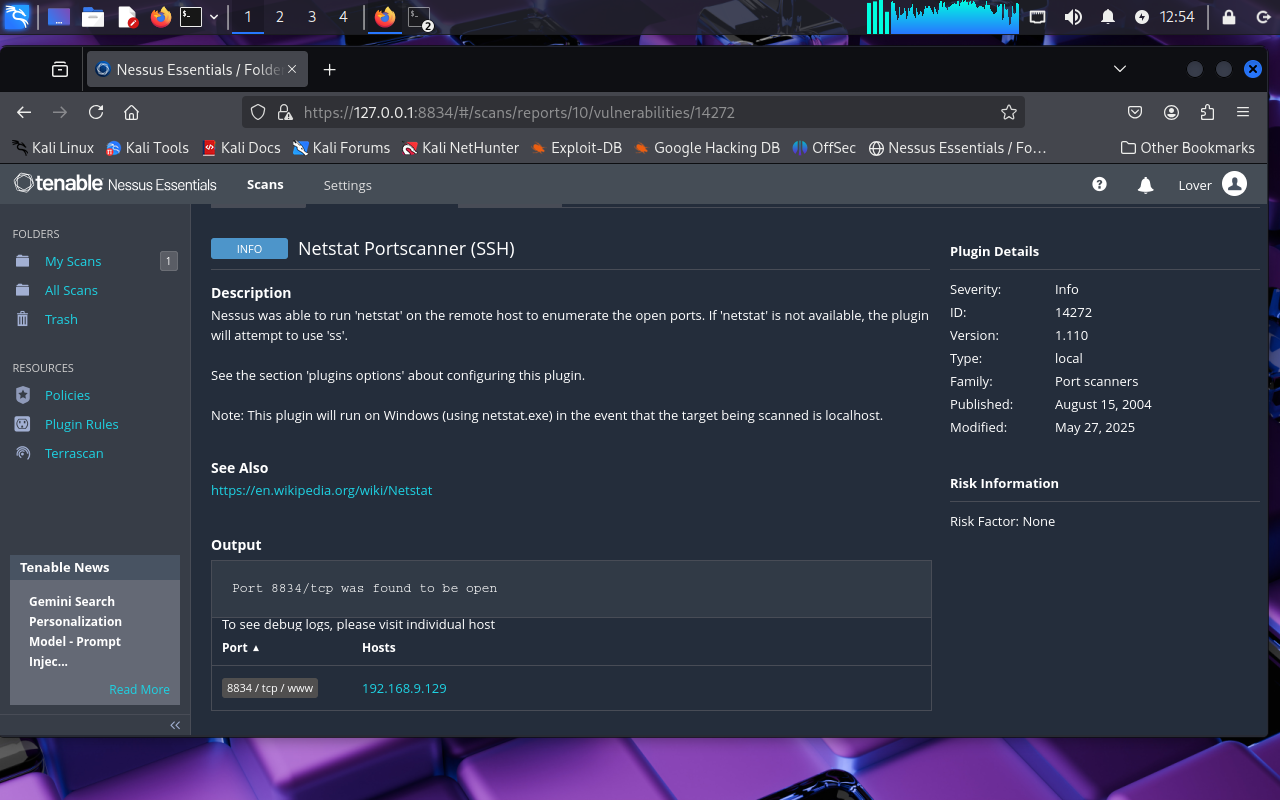 1
2
3
4
2
12:54
Nessus Essentials / Folde
https://127.0.0.1:8834/#/scans/reports/10/vulnerabilities/14272
Kali Linux
Kali Tools
Kali Docs
Kali Forums
Kali NetHunter
Exploit-DB
Google Hacking DB
OffSec
Nessus Essentials / Fo…
Other Bookmarks
tenable Nessus Essentials
Scans
Settings
Lover
FOLDERS
My Scans
1
All Scans
Trash
RESOURCES
Policies
Plugin Rules
Terrascan
Tenable News
Gemini Search
Personalization
Model - Prompt
Injec...
Read More
INFO
Netstat Portscanner (SSH)
Description
Nessus was able to run 'netstat' on the remote host to enumerate the open ports. If 'netstat' is not available, the plugin
will attempt to use 'ss'.
See the section 'plugins options' about configuring this plugin.
Note: This plugin will run on Windows (using netstat.exe) in the event that the target being scanned is localhost.
See Also
https://en.wikipedia.org/wiki/Netstat
Output
Port 8834/tcp was found to be open
To see debug logs, please visit individual host
Port ▲ Hosts
8834 / tcp / www 192.168.9.129
Plugin Details
Severity: Info
ID: 14272
Version: 1.110
Type: local
Family: Port scanners
Published: August 15, 2004
Modified: May 27, 2025
Risk Information
Risk Factor: None